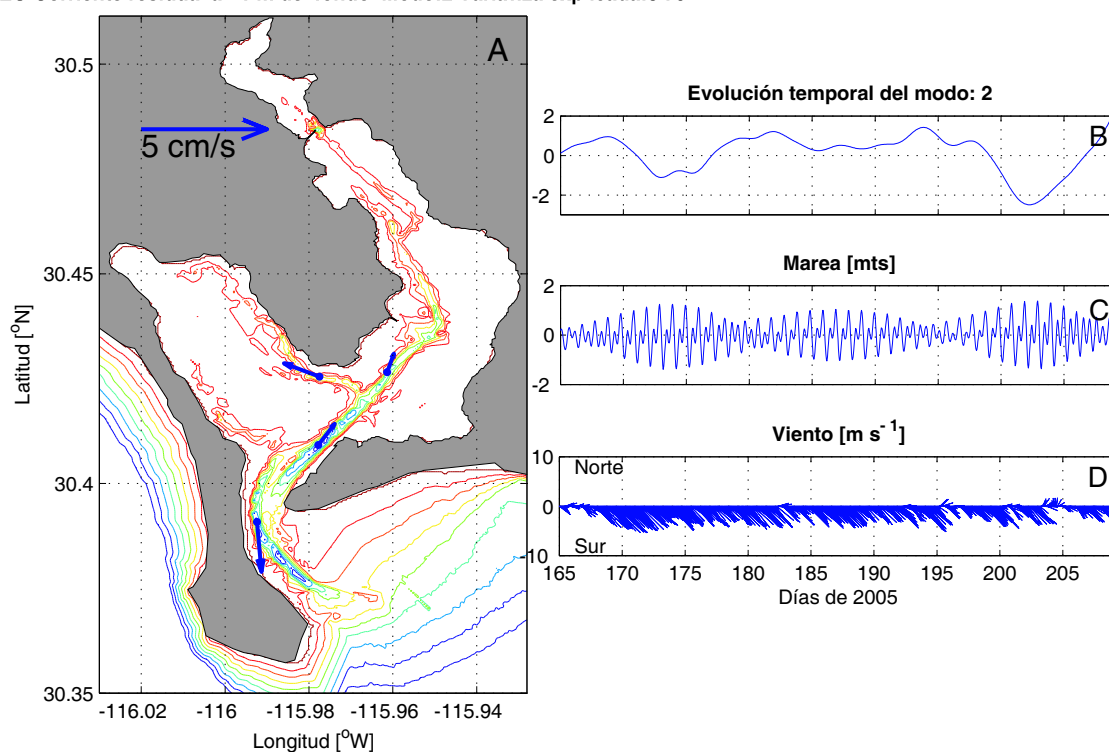 A
30.5
30.45
30.4
30.35
5 cm/s
Latitud [ºN]
-116.02
-116
-115.98
-115.96
-115.94
Longitud [ºW]
Evolución temporal del modo: 2
B
2
0
-2
Marea [mts]
C
2
0
-2
Viento [m s⁻¹]
D
10
0
-10
Norte
Sur
165
170
175
180
185
190
195
200
205
Días de 2005